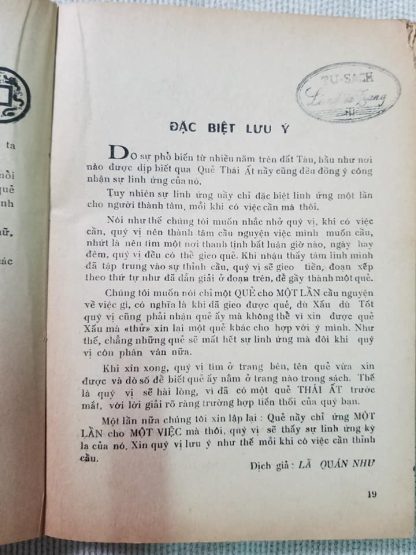 TU-SACH
ĐẶC BIỆT LƯU Ý
Do sự phổ biến từ nhiều năm trên đất Tàu, hầu như nơi
nào được dịp biết qua Quẻ Thái Ất nầy cũng đều đồng ý công
nhận sự linh ứng của nó.
Tuy nhiên sự linh ứng nầy chỉ đặc biệt linh ứng một lần
cho người thành tâm, mỗi khi có việc cần mà thôi.
Nói như thế chúng tôi muốn nhắc nhở quý vị, khi có việc
cần, quý vị nên thành tâm cầu nguyện việc mình muốn cầu,
nhứt là nên tìm một nơi thanh tịnh bất luận giờ nào, ngày hay
đêm, quý vị đều có thể gieo quẻ. Khi nhận thấy tâm linh mình
đã tập trung vào sự thỉnh cầu, quý vị sẽ gieo tiền, đoạn xếp
theo thứ tự như đã dẫn giải ở đoạn trên, để gây thành một quẻ.
Chúng tôi muốn nói chỉ một QUẺ cho MỘT LẦN cầu nguyện
về việc gì, có nghĩa là khi đã gieo được quẻ, dù Xấu dù Tốt
quý vị cũng phải nhận quẻ ấy mà không thể vì xin được quẻ
Xấu mà «thử» xin lại một quẻ khác cho hợp với ý mình. Như
thế, chẳng những quẻ sẽ mất hết sự linh ứng mà đôi khi quý
vị còn phân vân nữa.
Khi xin xong, quý vị tìm ở trang bên, tên quẻ vừa xin
được và dò số để biết quẻ ấy nằm ở trang nào trong sách. Thế
là quý vị sẽ hài lòng, vì đã có một quẻ THÁI ẤT trước
mắt, với lời giải rõ ràng trường hợp tiến thối của quý bạn.
Một lần nữa chúng tôi xin lập lại : Quẻ nầy chỉ ứng MỘT
LẦN cho MỘT VIỆC mà thôi, quý vị sẽ thấy sự linh ứng kỳ
lạ của nó. Xin quý vị lưu ý như thế mỗi khi có việc cần thỉnh
cầu.
Dịch giả : LÃ QUÁN NHƯ
19
ta